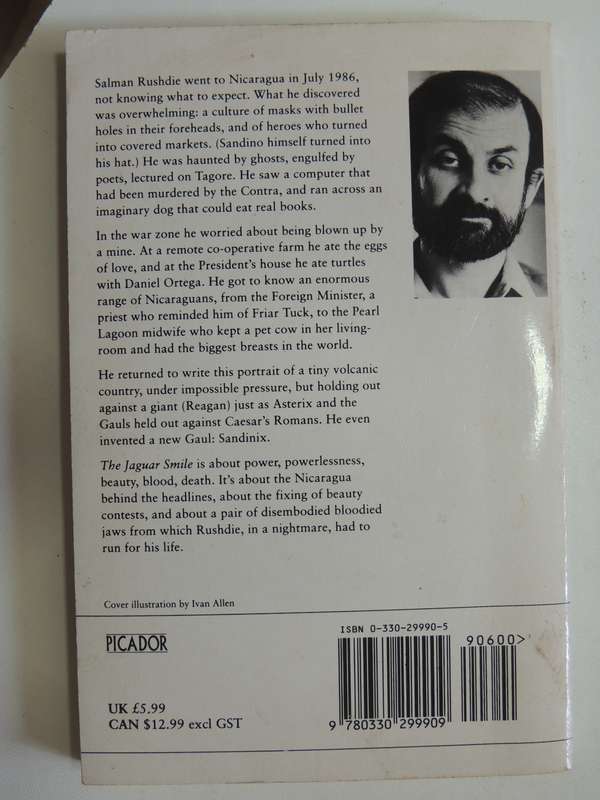 Salman Rushdie went to Nicaragua in July 1986,
not knowing what to expect. What he discovered
was overwhelming: a culture of masks with bullet
holes in their foreheads, and of heroes who turned
into covered markets. (Sandino himself turned into
his hat.) He was haunted by ghosts, engulfed by
poets, lectured on Tagore. He saw a computer that
had been murdered by the Contra, and ran across an
imaginary dog that could eat real books.
In the war zone he worried about being blown up by
a mine. At a remote co-operative farm he ate the eggs
of love, and at the President's house he ate turtles
with Daniel Ortega. He got to know an enormous
range of Nicaraguans, from the Foreign Minister, a
priest who reminded him of Friar Tuck, to the Pearl
Lagoon midwife who kept a pet cow in her living-
room and had the biggest breasts in the world.
He returned to write this portrait of a tiny volcanic
country, under impossible pressure, but holding out
against a giant (Reagan) just as Asterix and the
Gauls held out against Caesar's Romans. He even
invented a new Gaul: Sandinix.
The Jaguar Smile is about power, powerlessness,
beauty, blood, death. It's about the Nicaragua
behind the headlines, about the fixing of beauty
contests, and about a pair of disembodied bloodied
jaws from which Rushdie, in a nightmare, had to
run for his life.
Cover illustration by Ivan Allen
PICADOR
UK £5.99
CAN $12.99 excl GST
ISBN 0-330-29990-5
90600>
9 780330 299909